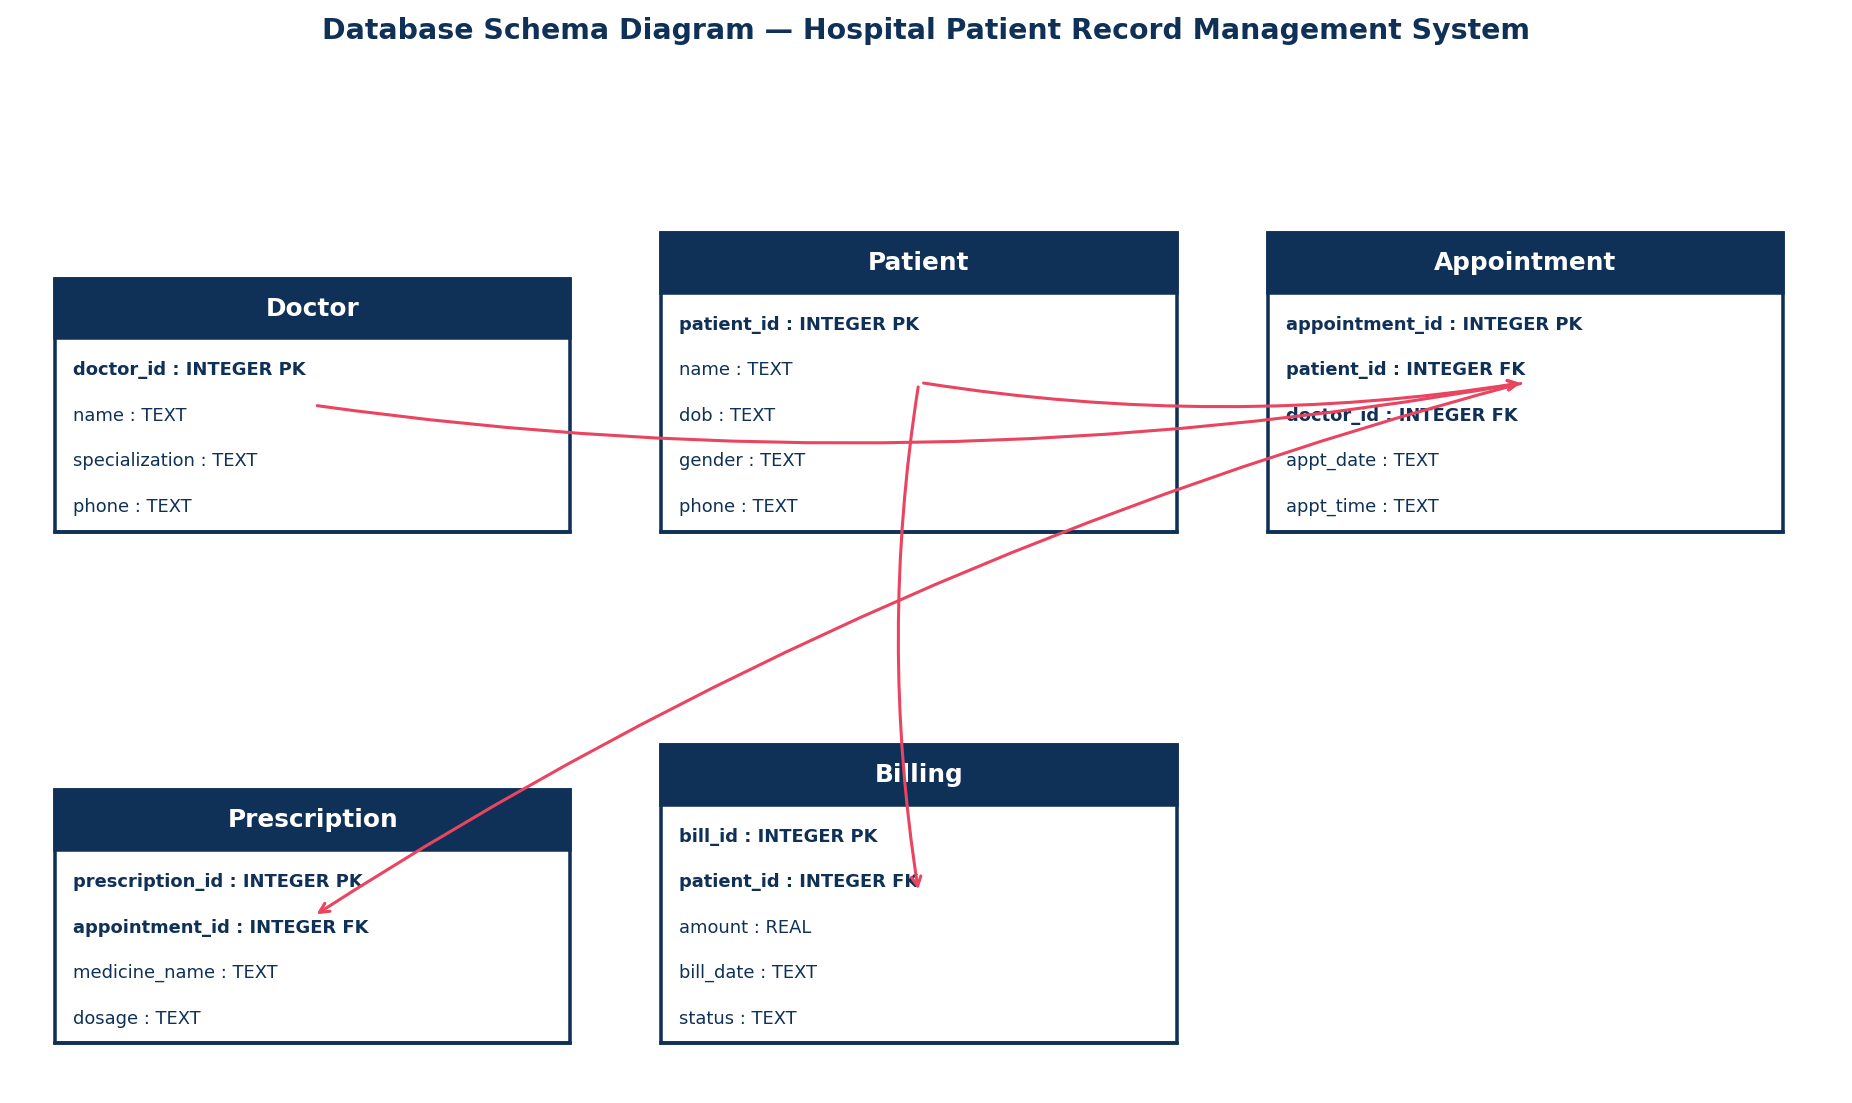 Database Schema Diagram — Hospital Patient Record Management System
Doctor
doctor_id : INTEGER PK
name : TEXT
specialization : TEXT
phone : TEXT
Patient
patient_id : INTEGER PK
name : TEXT
dob : TEXT
gender : TEXT
phone : TEXT
Appointment
appointment_id : INTEGER PK
patient_id : INTEGER FK
doctor_id : INTEGER FK
appt_date : TEXT
appt_time : TEXT
Prescription
prescription_id : INTEGER PK
appointment_id : INTEGER FK
medicine_name : TEXT
dosage : TEXT
Billing
bill_id : INTEGER PK
patient_id : INTEGER FK
amount : REAL
bill_date : TEXT
status : TEXT